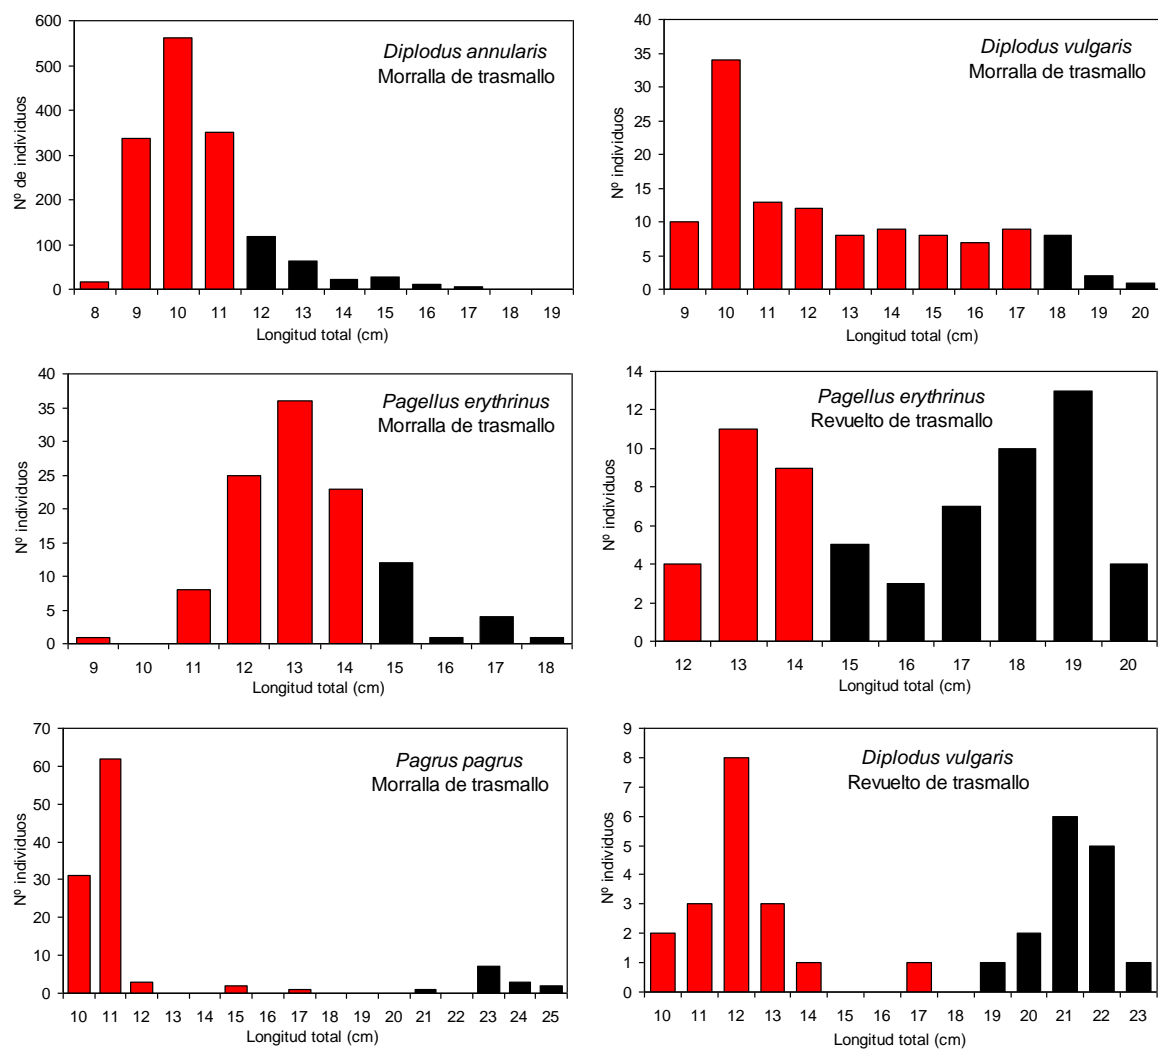 600
500
400
300
200
100
0
Nº de individuos
Diplodus annularis
Morralla de trasmallo
8 9 10 11 12 13 14 15 16 17 18 19
Longitud total (cm)
40
35
30
25
20
15
10
5
0
Nº individuos
Diplodus vulgaris
Morralla de trasmallo
9 10 11 12 13 14 15 16 17 18 19 20
Longitud total (cm)
40
35
30
25
20
15
10
5
0
Nº individuos
Pagellus erythrinus
Morralla de trasmallo
9 10 11 12 13 14 15 16 17 18
Longitud total (cm)
14
12
10
8
6
4
2
0
Nº individuos
Pagellus erythrinus
Revuelto de trasmallo
12 13 14 15 16 17 18 19 20
Longitud total (cm)
70
60
50
40
30
20
10
0
Nº individuos
Pagrus pagrus
Morralla de trasmallo
10 11 12 13 14 15 16 17 18 19 20 21 22 23 24 25
Longitud total (cm)
9
8
7
6
5
4
3
2
1
0
Nº individuos
Diplodus vulgaris
Revuelto de trasmallo
10 11 12 13 14 15 16 17 18 19 20 21 22 23
Longitud total (cm)